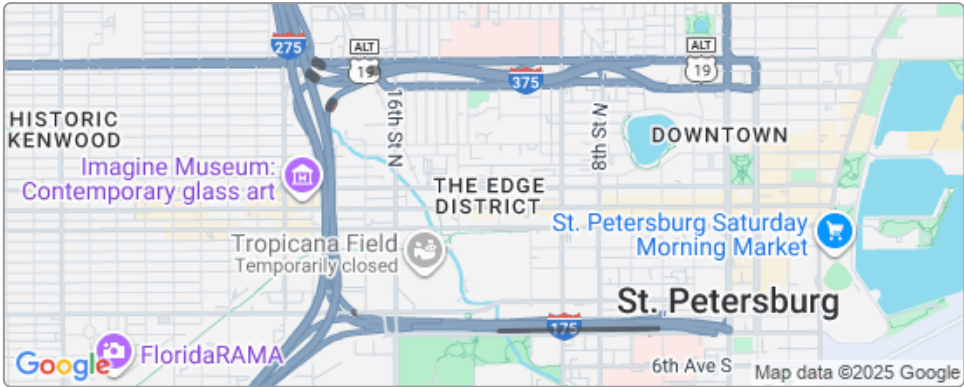 275
ALT
19
375
ALT
19
HISTORIC
KENWOOD
16th St N
8th St N
DOWNTOWN
Imagine Museum:
Contemporary glass art
THE EDGE
DISTRICT
St. Petersburg Saturday
Morning Market
Tropicana Field
Temporarily closed
St. Petersburg
175
Google
FloridaRAMA
6th Ave S
Map data ©2025 Google